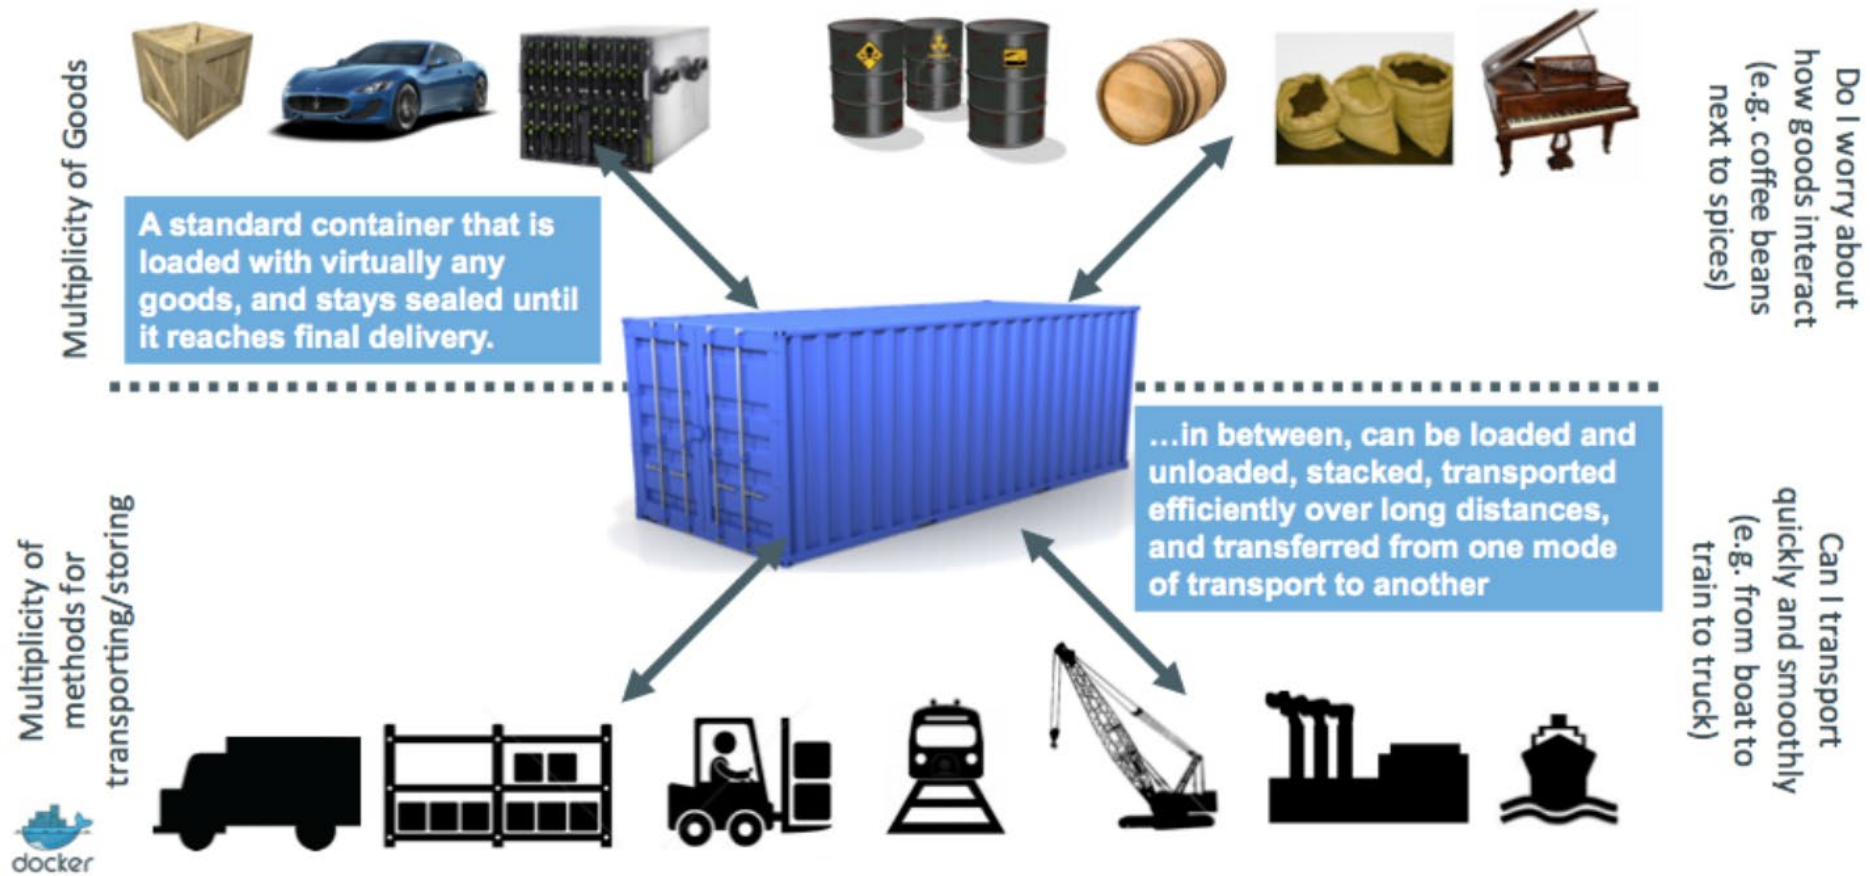 Multiplicity of Goods
A standard container that is
loaded with virtually any
goods, and stays sealed until
it reaches final delivery.
Do I worry about
how goods interact
(e.g. coffee beans
next to spices)
Multiplicity of
methods for
transporting/storing
...in between, can be loaded and
unloaded, stacked, transported
efficiently over long distances,
and transferred from one mode
of transport to another
Can I transport
quickly and smoothly
(e.g. from boat to
train to truck)
docker